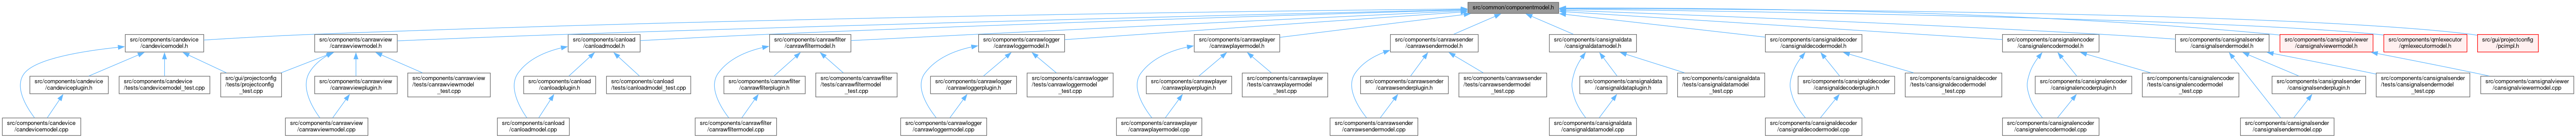 src/common/componentmodel.h
src/components/candevice
/candevicemodel.h
src/components/canrawview
/canrawviewmodel.h
src/components/canload
/canloadmodel.h
src/components/canrawfilter
/canrawfiltermodel.h
src/components/canrawlogger
/canrawloggermodel.h
src/components/canrawplayer
/canrawplayermodel.h
src/components/canrawsender
/canrawsendermodel.h
src/components/cansignaldata
/cansignaldatamodel.h
src/components/cansignaldecoder
/cansignaldecodermodel.h
src/components/cansignalencoder
/cansignalencodermodel.h
src/components/cansignalsender
/cansignalsendermodel.h
src/components/cansignalviewer
/cansignalviewermodel.h
src/components/qmlexecutor
/qmlexecutormodel.h
src/gui/projectconfig
/pcimpl.h
src/components/candevice
/candeviceplugin.h
src/components/candevice
/tests/candevicemodel_test.cpp
src/gui/projectconfig
/tests/projectconfig
_test.cpp
src/components/canrawview
/canrawviewplugin.h
src/components/canrawview
/tests/canrawviewmodel
_test.cpp
src/components/canload
/canloadplugin.h
src/components/canload
/tests/canloadmodel_test.cpp
src/components/canrawfilter
/canrawfilterplugin.h
src/components/canrawfilter
/tests/canrawfiltermodel
_test.cpp
src/components/canrawlogger
/canrawloggerplugin.h
src/components/canrawlogger
/tests/canrawloggermodel
_test.cpp
src/components/canrawplayer
/canrawplayerplugin.h
src/components/canrawplayer
/tests/canrawplayermodel
_test.cpp
src/components/canrawsender
/canrawsenderplugin.h
src/components/canrawsender
/tests/canrawsendermodel
_test.cpp
src/components/cansignaldata
/cansignaldataplugin.h
src/components/cansignaldata
/tests/cansignaldatamodel
_test.cpp
src/components/cansignaldecoder
/cansignaldecoderplugin.h
src/components/cansignaldecoder
/tests/cansignaldecodermodel
_test.cpp
src/components/cansignalencoder
/cansignalencoderplugin.h
src/components/cansignalencoder
/tests/cansignalencodermodel
_test.cpp
src/components/cansignalsender
/cansignalsenderplugin.h
src/components/cansignalsender
/tests/cansignalsendermodel
_test.cpp
src/components/cansignalviewer
/cansignalviewermodel.cpp
src/components/candevice
/candevicemodel.cpp
src/components/canrawview
/canrawviewmodel.cpp
src/components/canload
/canloadmodel.cpp
src/components/canrawfilter
/canrawfiltermodel.cpp
src/components/canrawlogger
/canrawloggermodel.cpp
src/components/canrawplayer
/canrawplayermodel.cpp
src/components/canrawsender
/canrawsendermodel.cpp
src/components/cansignaldata
/cansignaldatamodel.cpp
src/components/cansignaldecoder
/cansignaldecodermodel.cpp
src/components/cansignalencoder
/cansignalencodermodel.cpp
src/components/cansignalsender
/cansignalsendermodel.cpp